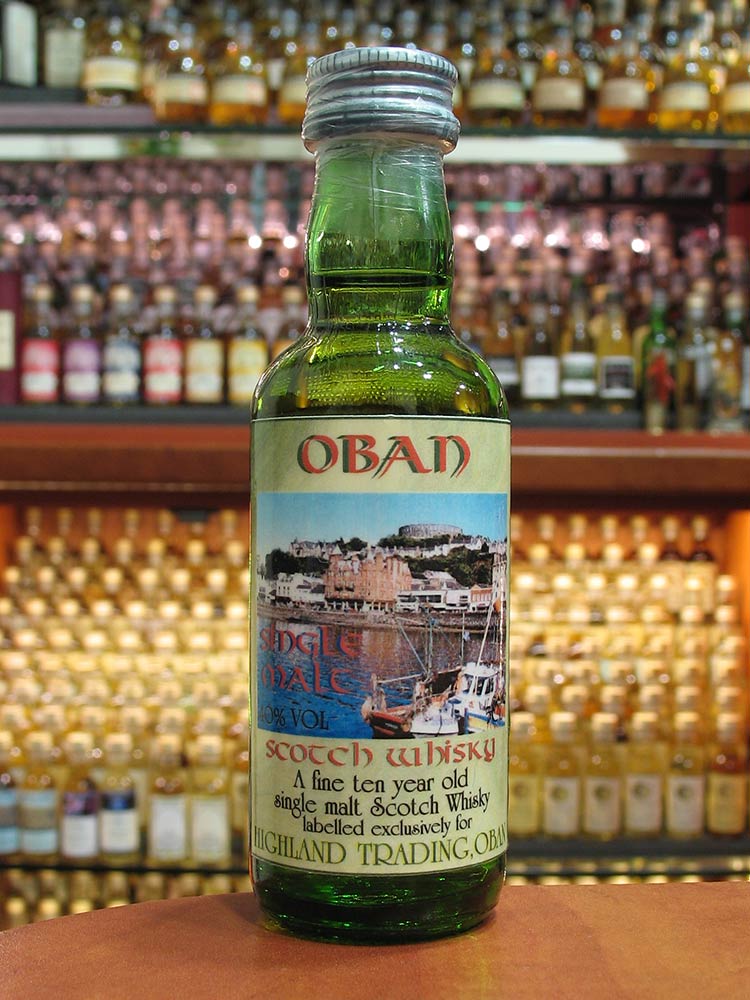 OBAN
SINGLE
MALT
40% VOL
SCOTCH WHISKY
A fine ten year old
single malt Scotch Whisky
labelled exclusively for
HIGHLAND TRADING, OBAN